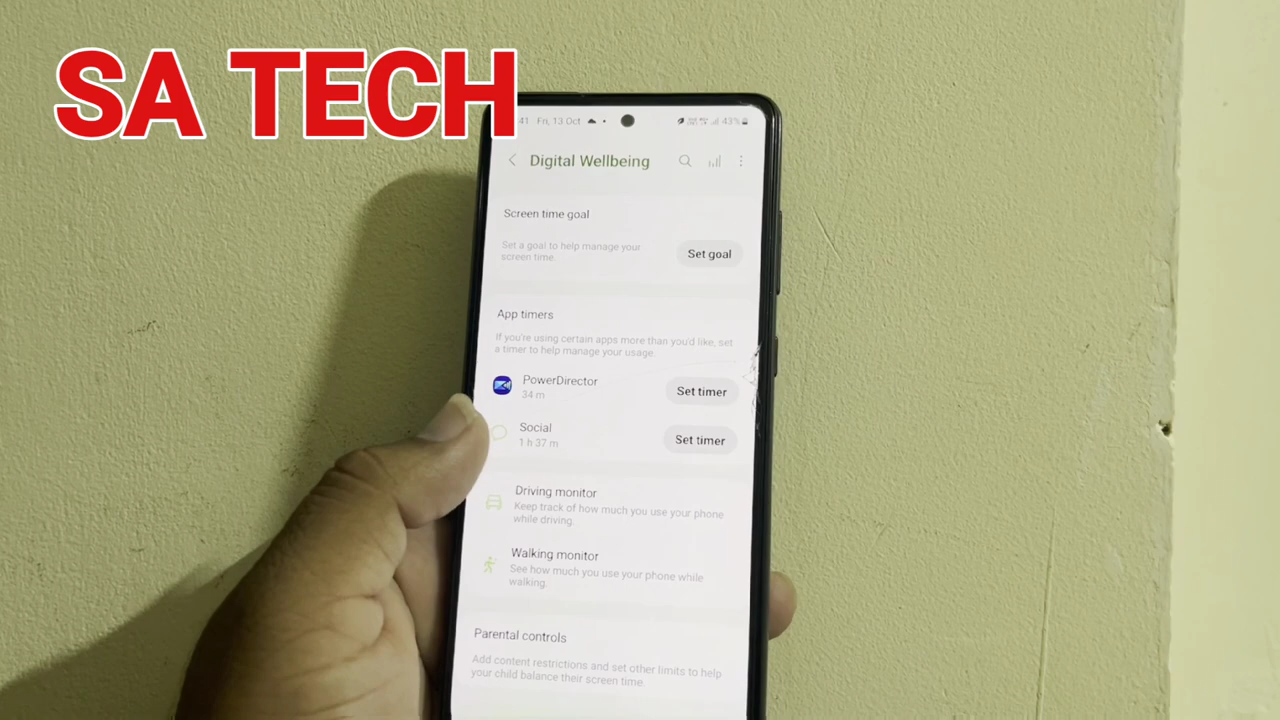 SA TECH
41 Fri, 13 Oct
43%
Digital Wellbeing
Screen time goal
Set a goal to help manage your
screen time.
Set goal
App timers
If you're using certain apps more than you'd like, set
a timer to help manage your usage.
PowerDirector
34 m
Set timer
Social
1 h 37 m
Set timer
Driving monitor
Keep track of how much you use your phone
while driving.
Walking monitor
See how much you use your phone while
walking.
Parental controls
Add content restrictions and set other limits to help
your child balance their screen time.